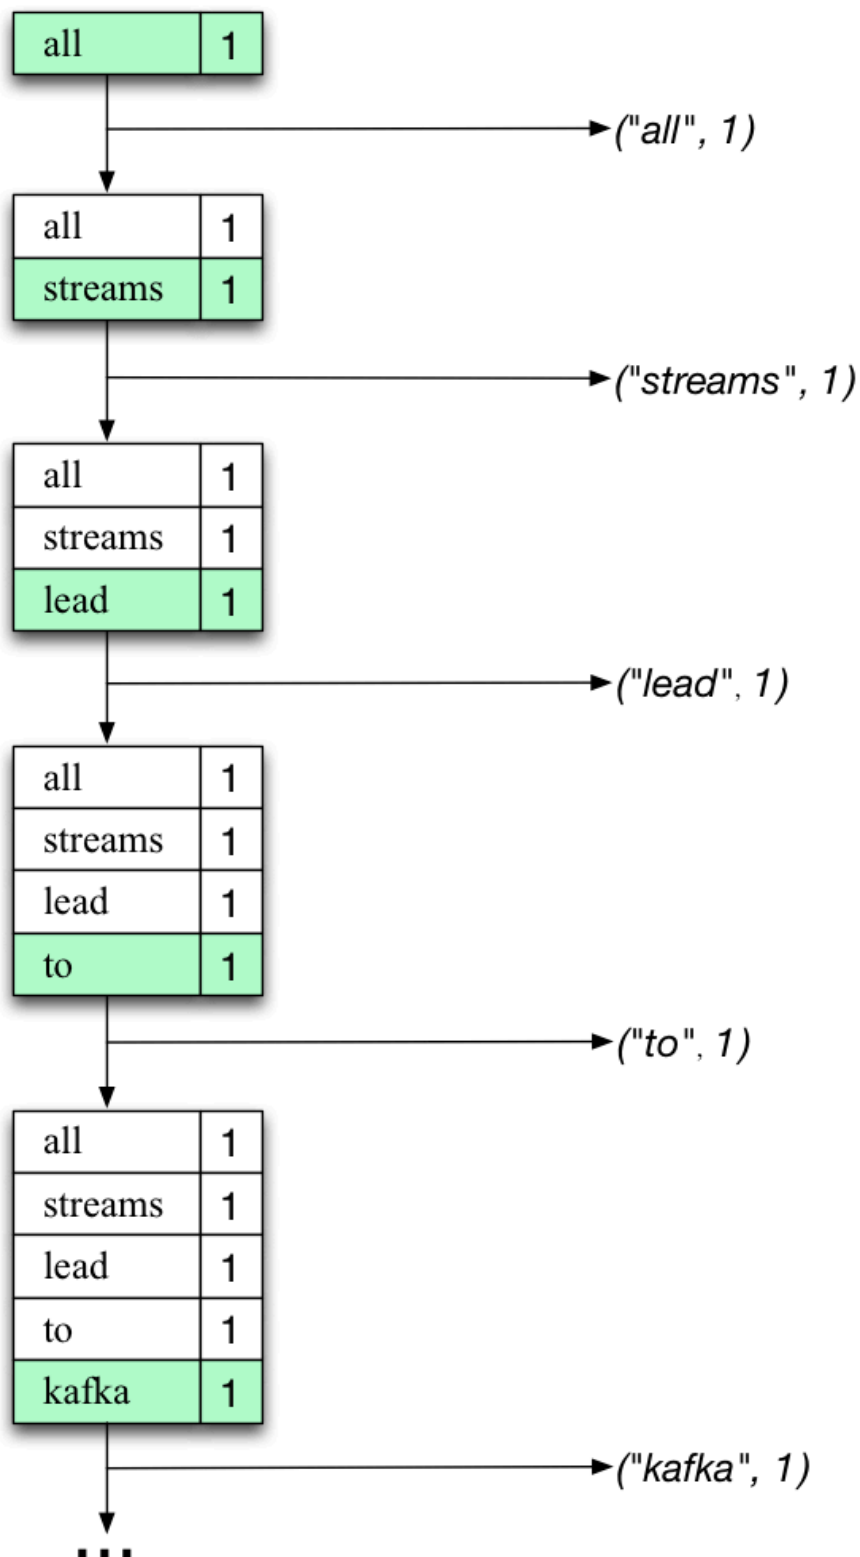 all 1
("all", 1)
all 1
streams 1
("streams", 1)
all 1
streams 1
lead 1
("lead", 1)
all 1
streams 1
lead 1
to 1
("to", 1)
all 1
streams 1
lead 1
to 1
kafka 1
("kafka", 1)
...